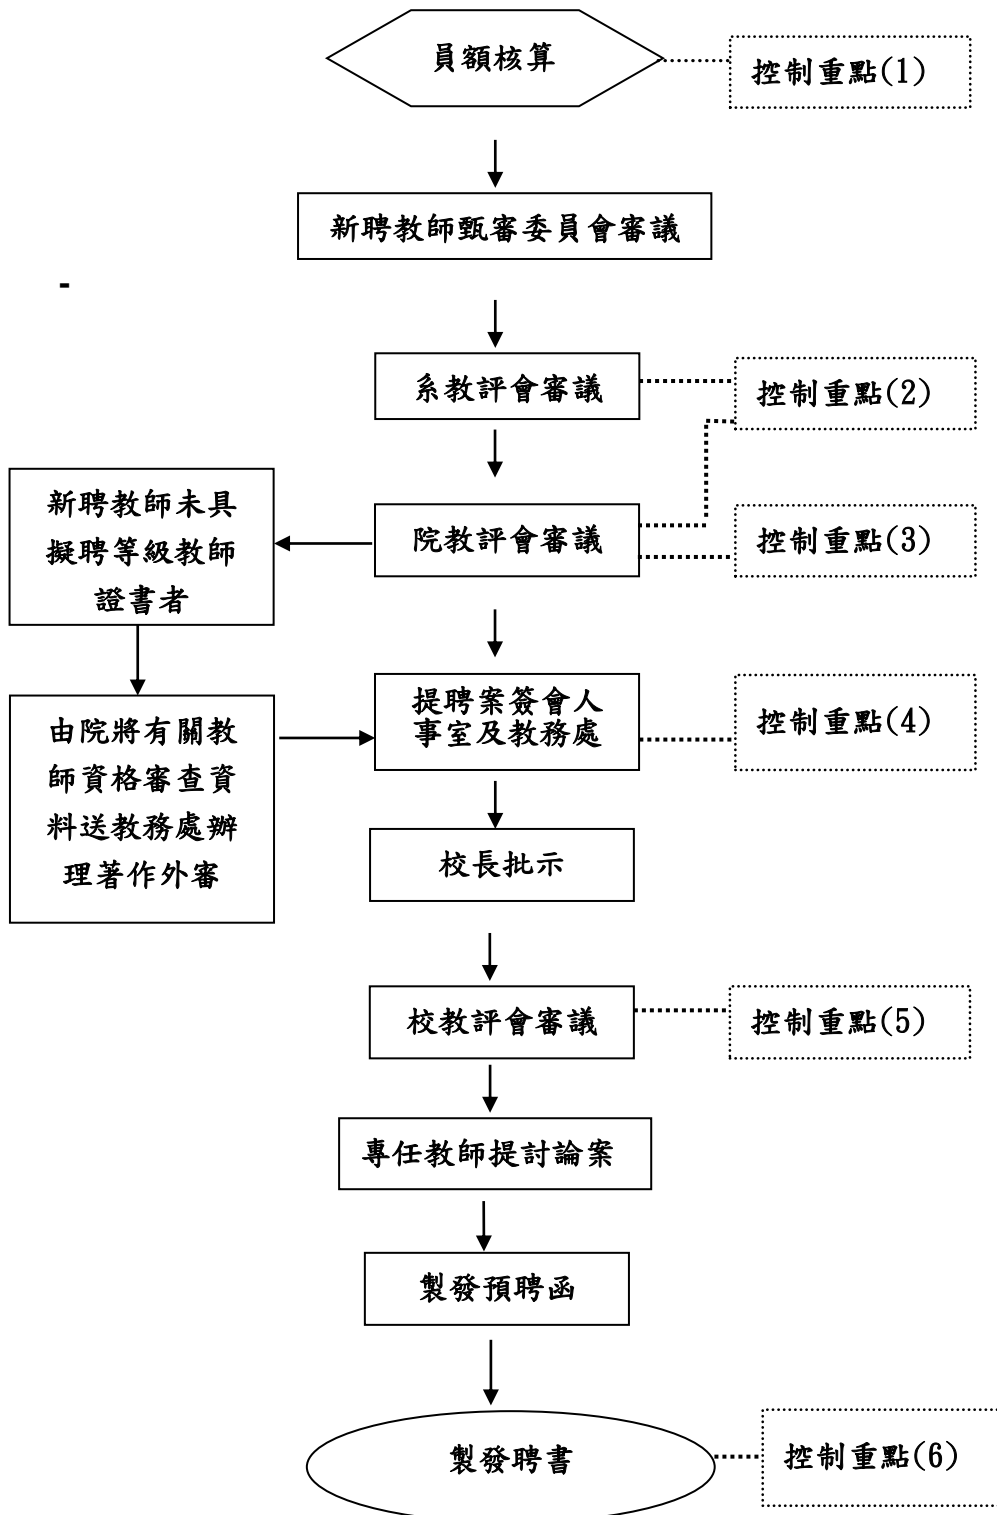 員額核算
控制重點(1)
新聘教師甄審委員會審議
-
系教評會審議
控制重點(2)
新聘教師未具
擬聘等級教師
證書者
院教評會審議
控制重點(3)
由院將有關教
師資格審查資
料送教務處辦
理著作外審
提聘案簽會人
事室及教務處
控制重點(4)
校長批示
校教評會審議
控制重點(5)
專任教師提討論案
製發預聘函
製發聘書
控制重點(6)